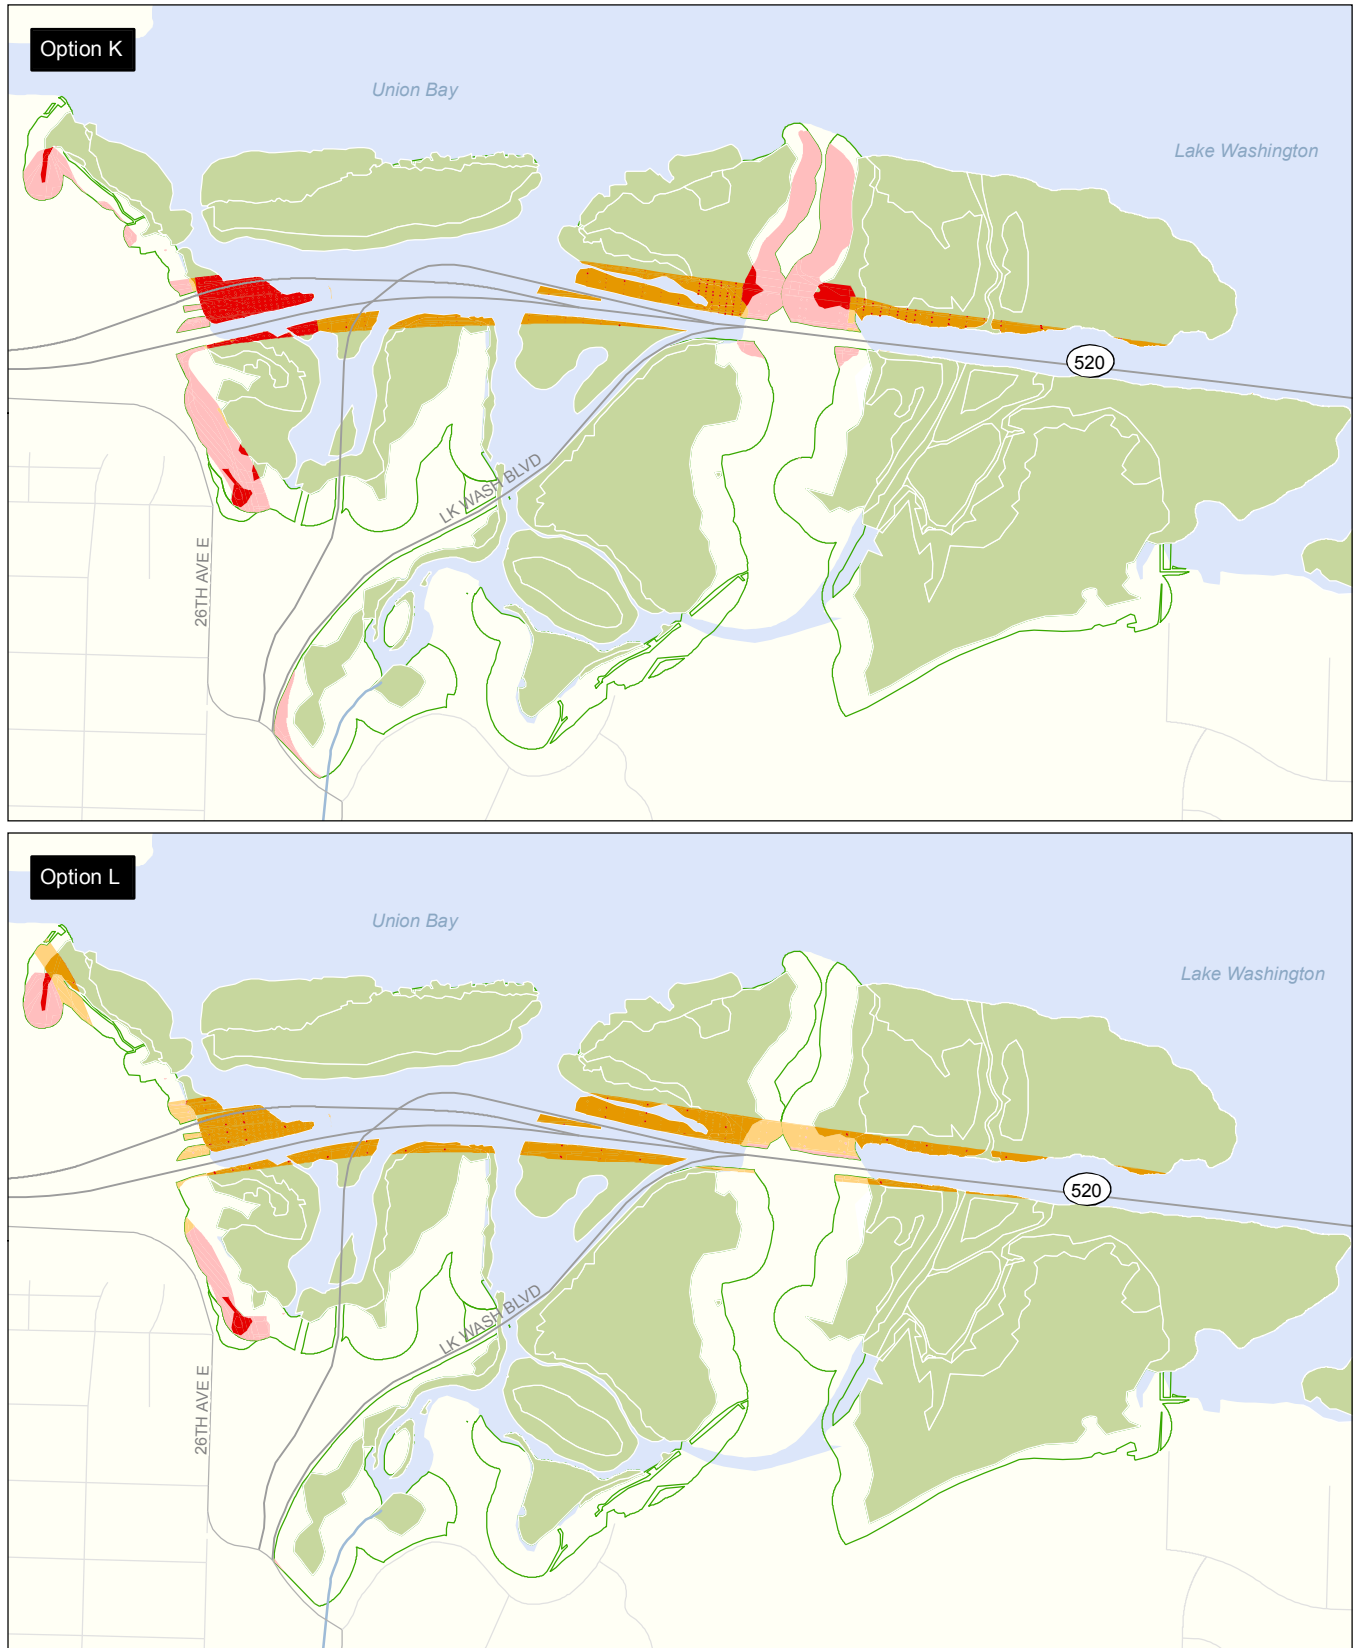 Option K
Union Bay
Lake Washington
520
LK WASH BLVD
26TH AVE E
Option L
Union Bay
Lake Washington
520
LK WASH BLVD
26TH AVE E